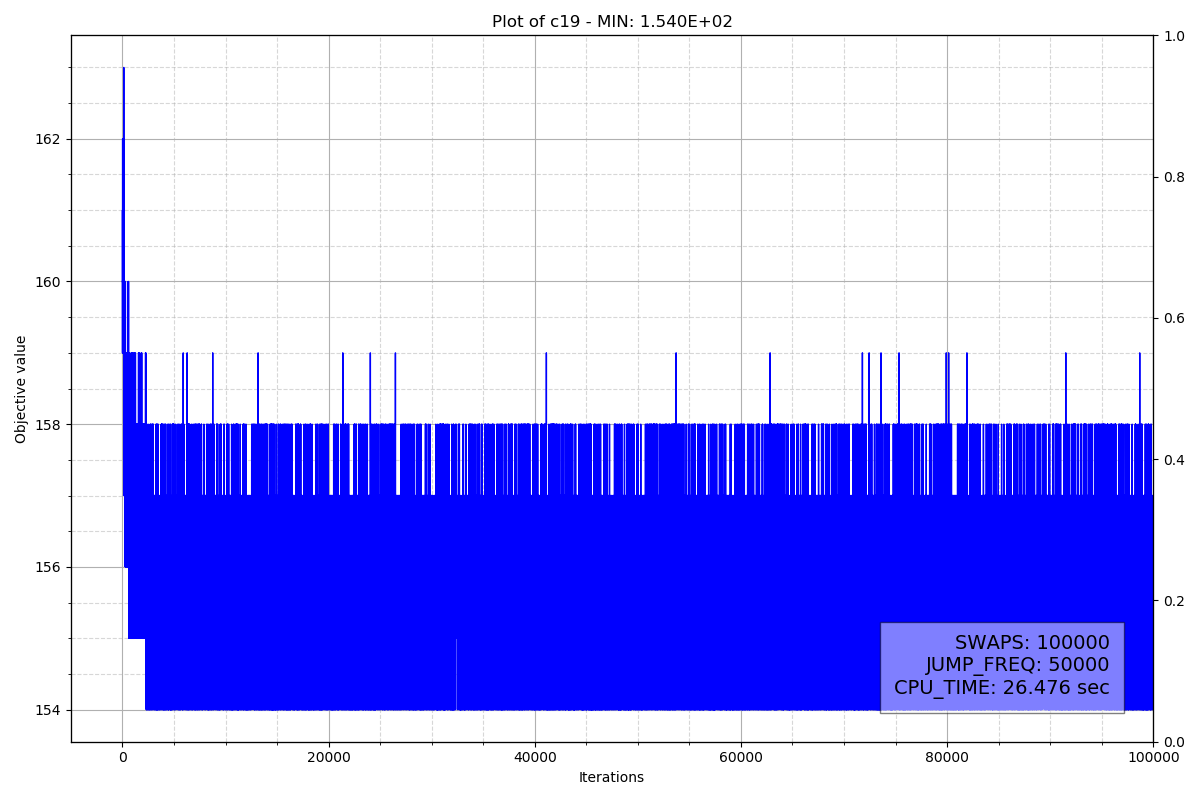 Plot of c19 - MIN: 1.540E+02
Objective value
162
160
158
156
154
1.0
0.8
0.6
0.4
0.2
0.0
SWAPS: 100000
JUMP_FREQ: 50000
CPU_TIME: 26.476 sec
0 20000 40000 60000 80000 100000
Iterations